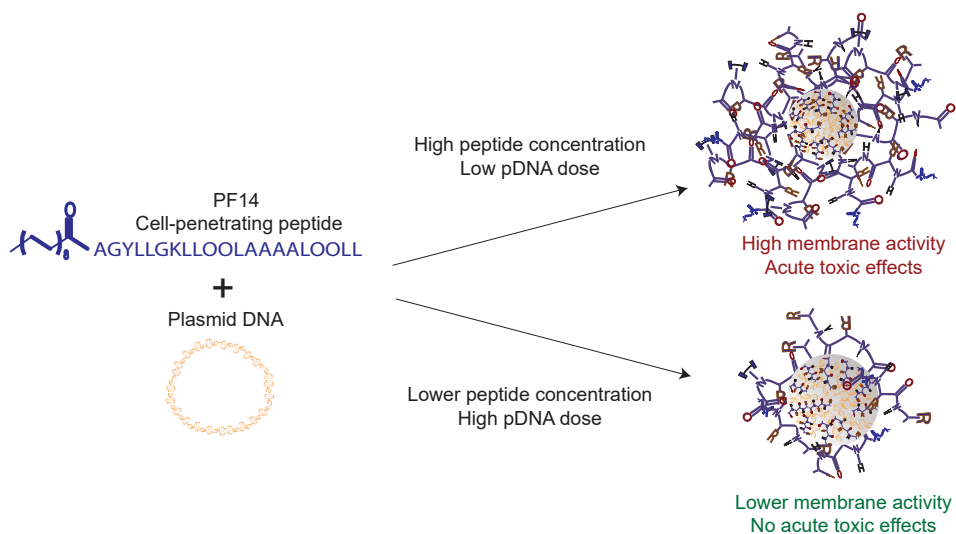 PF14
Cell-penetrating peptide
O
8
AGYLLGKLLOOLAAAALOOLL
+
Plasmid DNA
High peptide concentration
Low pDNA dose
High membrane activity
Acute toxic effects
Lower peptide concentration
High pDNA dose
Lower membrane activity
No acute toxic effects